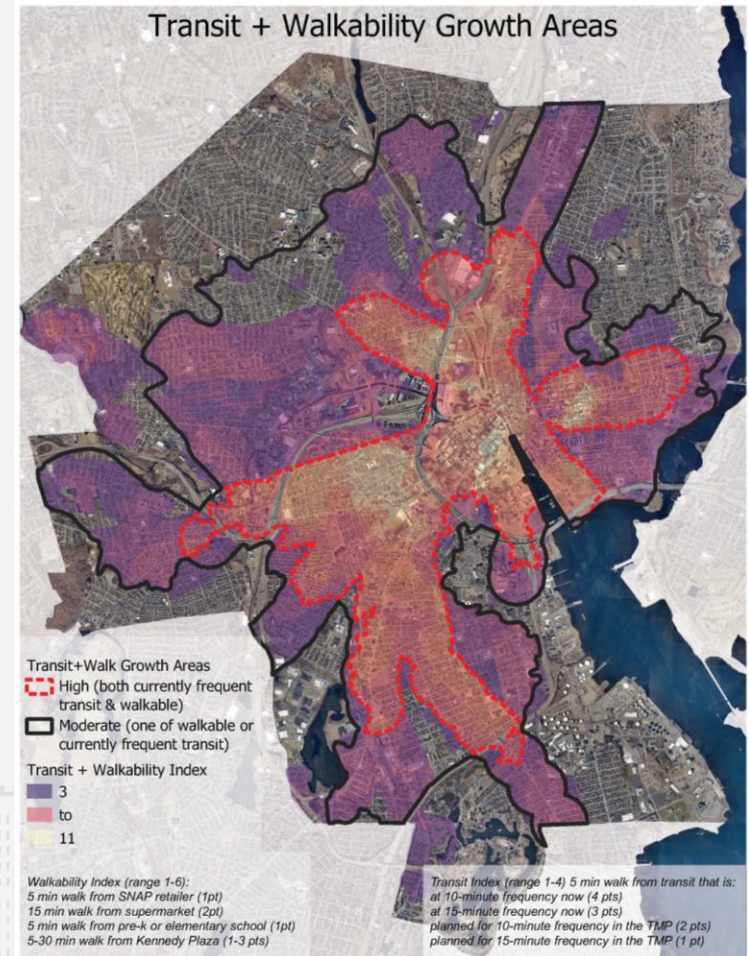 Transit + Walkability Growth Areas
Transit+Walk Growth Areas
High (both currently frequent
transit & walkable)
Moderate (one of walkable or
currently frequent transit)
Transit + Walkability Index
3
to
11
Walkability Index (range 1-6):
5 min walk from SNAP retailer (1pt)
15 min walk from supermarket (2pt)
5 min walk from pre-k or elementary school (1pt)
5-30 min walk from Kennedy Plaza (1-3 pts)
Transit Index (range 1-4) 5 min walk from transit that is:
at 10-minute frequency now (4 pts)
at 15-minute frequency now (3 pts)
planned for 10-minute frequency in the TMP (2 pts)
planned for 15-minute frequency in the TMP (1 pt)